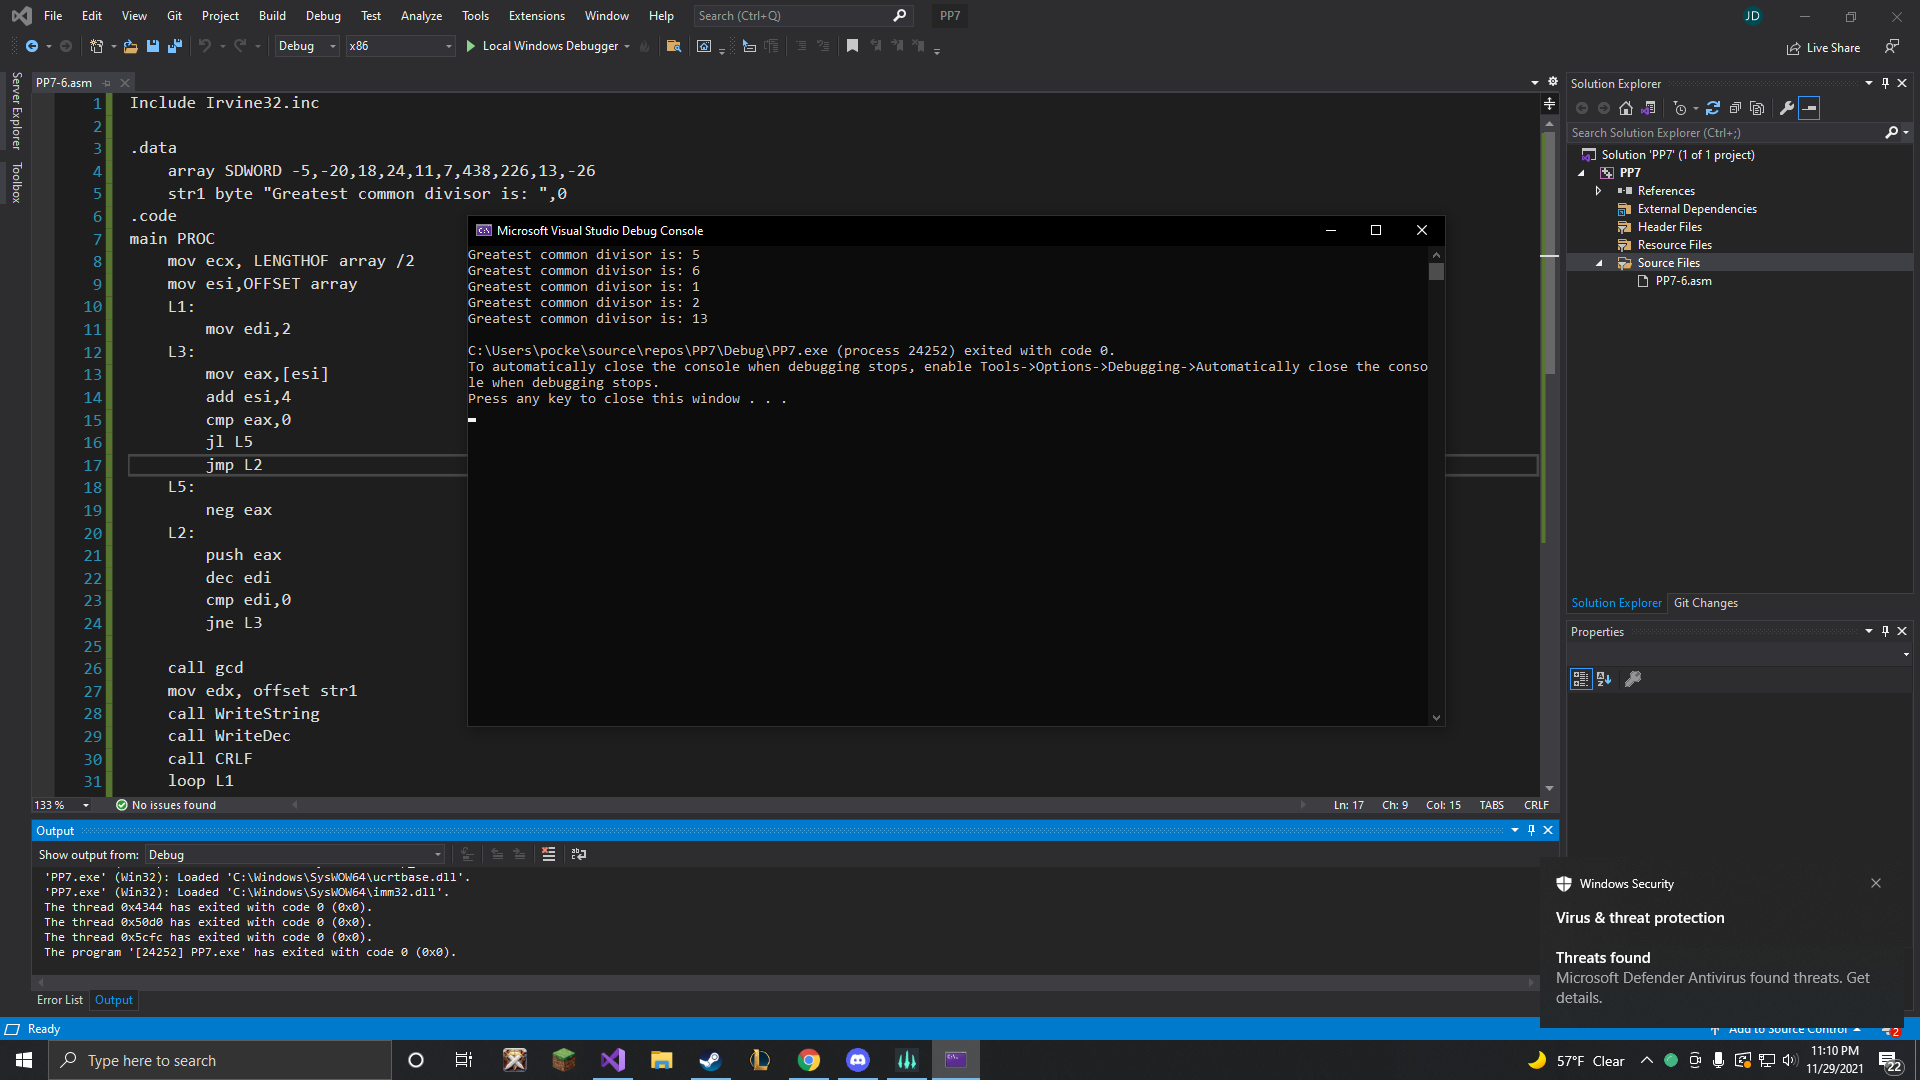 File Edit View Git Project Build Debug Test Analyze Tools Extensions Window Help Search (Ctrl+Q) PP7 JD
Debug x86 Local Windows Debugger Live Share
Server Explorer
Toolbox
PP7-6.asm
1 Include Irvine32.inc
2
3 .data
4 array SDWORD -5,-20,18,24,11,7,438,226,13,-26
5 str1 byte "Greatest common divisor is: ",0
6 .code
7 main PROC
8 mov ecx, LENGTHOF array /2
9 mov esi,OFFSET array
10 L1:
11 mov edi,2
12 L3:
13 mov eax,[esi]
14 add esi,4
15 cmp eax,0
16 jl L5
17 jmp L2
18 L5:
19 neg eax
20 L2:
21 push eax
22 dec edi
23 cmp edi,0
24 jne L3
25
26 call gcd
27 mov edx, offset str1
28 call WriteString
29 call WriteDec
30 call CRLF
31 loop L1
133 % No issues found Ln: 17 Ch: 9 Col: 15 TABS CRLF
Microsoft Visual Studio Debug Console
Greatest common divisor is: 5
Greatest common divisor is: 6
Greatest common divisor is: 1
Greatest common divisor is: 2
Greatest common divisor is: 13
C:\Users\pocke\source\repos\PP7\Debug\PP7.exe (process 24252) exited with code 0.
To automatically close the console when debugging stops, enable Tools->Options->Debugging->Automatically close the conso
le when debugging stops.
Press any key to close this window . . .
Solution Explorer
Search Solution Explorer (Ctrl+;)
Solution 'PP7' (1 of 1 project)
PP7
References
External Dependencies
Header Files
Resource Files
Source Files
PP7-6.asm
Solution Explorer Git Changes
Properties
Output
Show output from: Debug
'PP7.exe' (Win32): Loaded 'C:\Windows\SysWOW64\ucrtbase.dll'.
'PP7.exe' (Win32): Loaded 'C:\Windows\SysWOW64\imm32.dll'.
The thread 0x4344 has exited with code 0 (0x0).
The thread 0x50d0 has exited with code 0 (0x0).
The thread 0x5cfc has exited with code 0 (0x0).
The program '[24252] PP7.exe' has exited with code 0 (0x0).
Error List Output
Windows Security
Virus & threat protection
Threats found
Microsoft Defender Antivirus found threats. Get
details.
Ready Add to Source Control 2
Type here to search 57°F Clear 11:10 PM
11/29/2021 22